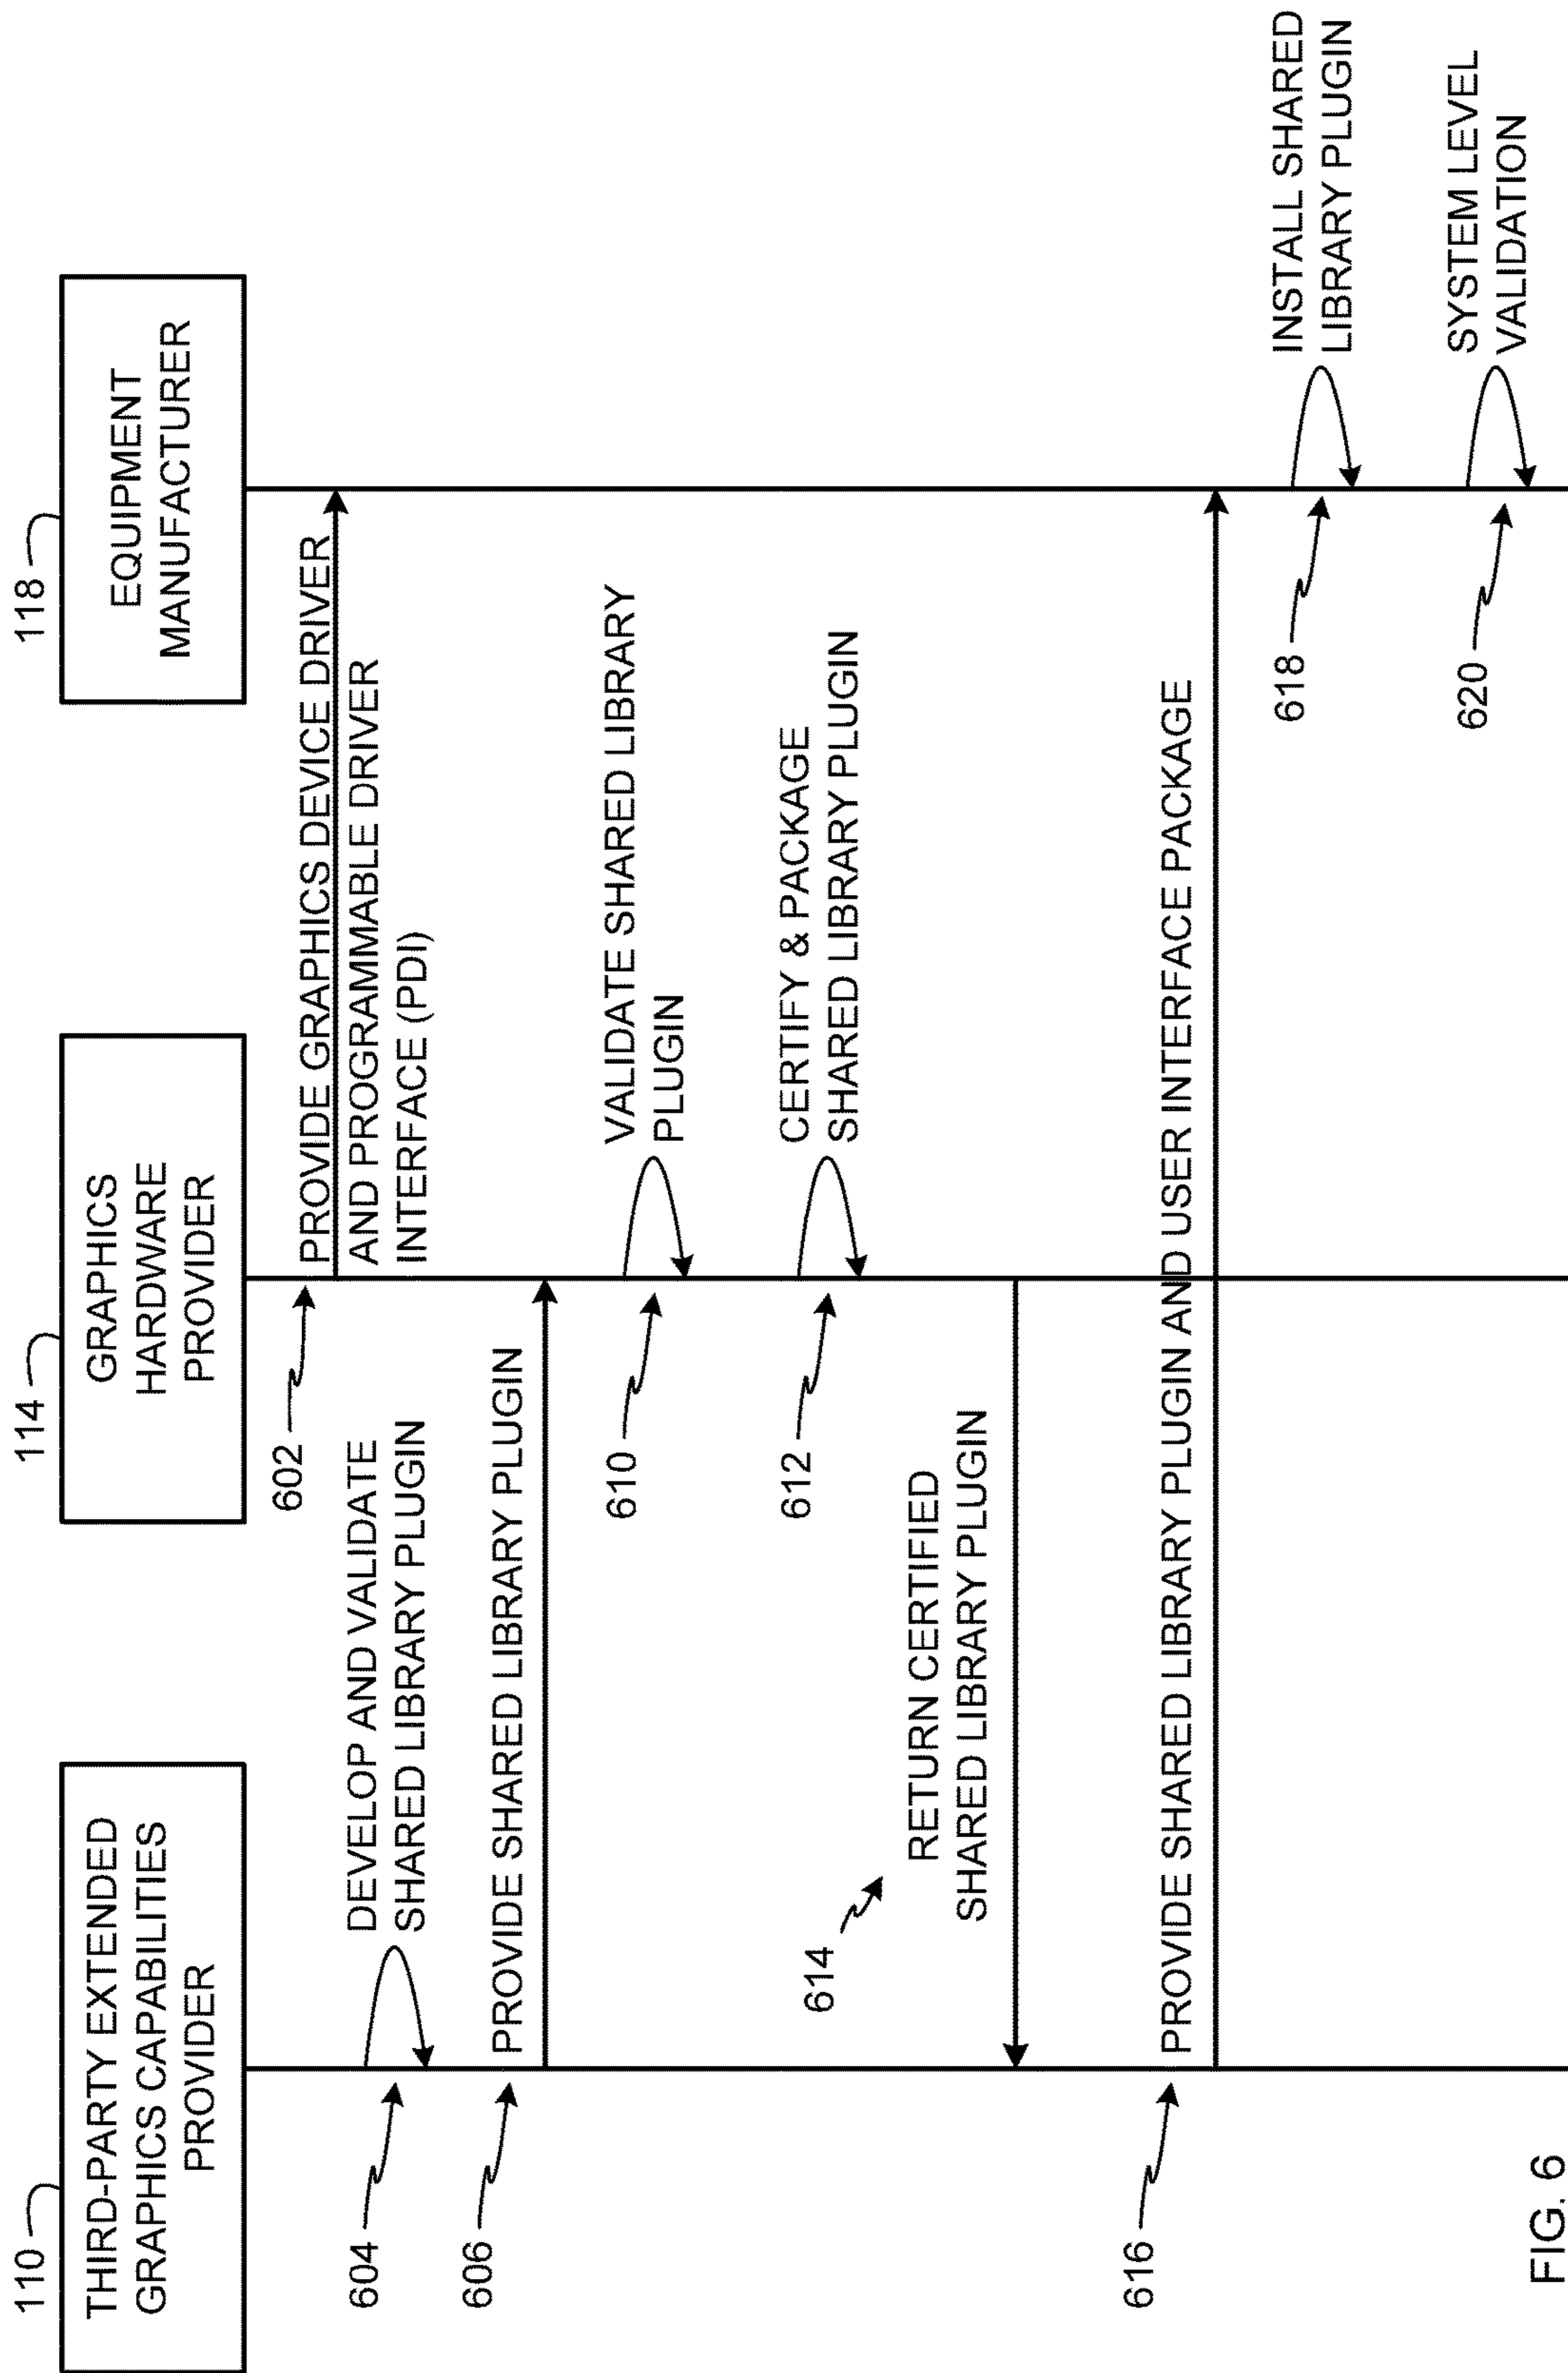 110
THIRD-PARTY EXTENDED
GRAPHICS CAPABILITIES
PROVIDER
114
GRAPHICS
HARDWARE
PROVIDER
118
EQUIPMENT
MANUFACTURER
602
PROVIDE GRAPHICS DEVICE DRIVER
AND PROGRAMMABLE DRIVER
INTERFACE (PDI)
604
DEVELOP AND VALIDATE
SHARED LIBRARY PLUGIN
606
PROVIDE SHARED LIBRARY PLUGIN
610
VALIDATE SHARED LIBRARY
PLUGIN
612
CERTIFY & PACKAGE
SHARED LIBRARY PLUGIN
614
RETURN CERTIFIED
SHARED LIBRARY PLUGIN
616
PROVIDE SHARED LIBRARY PLUGIN AND USER INTERFACE PACKAGE
618
INSTALL SHARED
LIBRARY PLUGIN
620
SYSTEM LEVEL
VALIDATION
FIG. 6